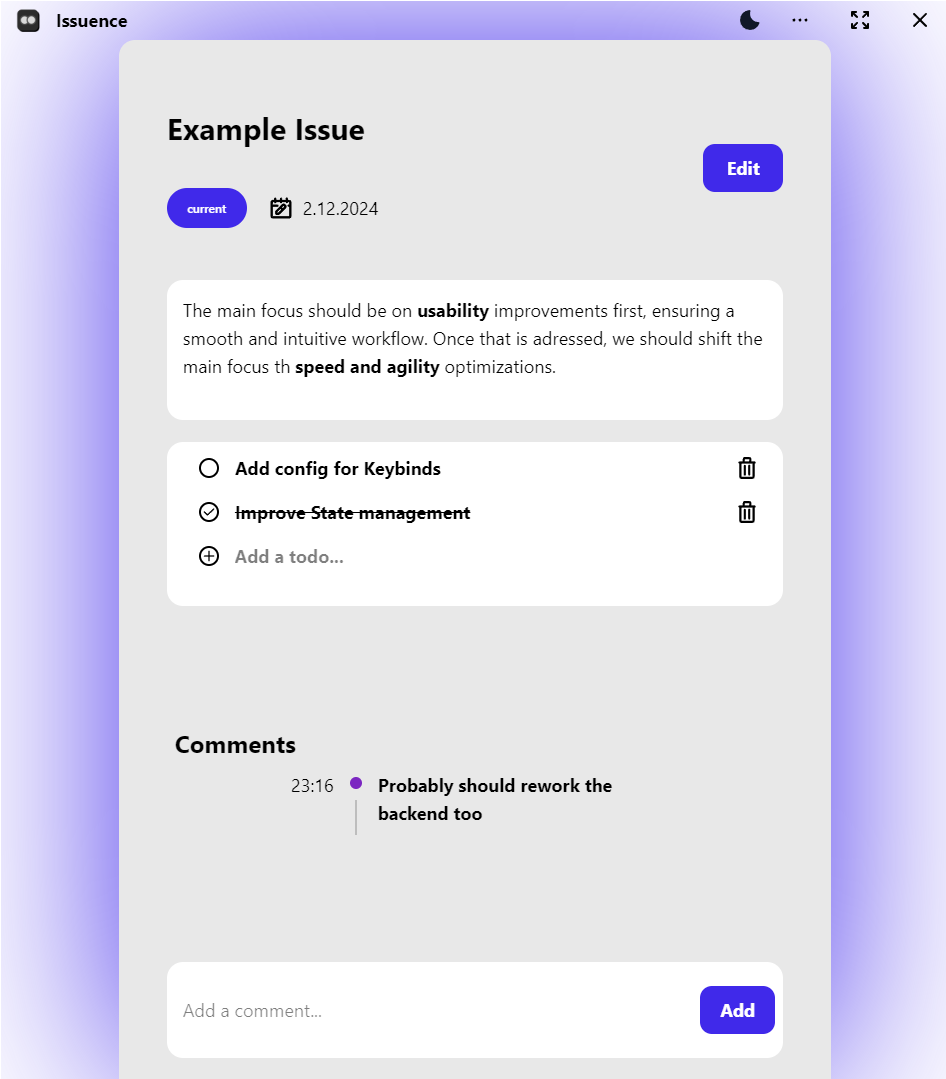 Issuence
Example Issue
Edit
current
2.12.2024
The main focus should be on usability improvements first, ensuring a
smooth and intuitive workflow. Once that is adressed, we should shift the
main focus th speed and agility optimizations.
Add config for Keybinds
Improve State management
Add a todo...
Comments
23:16
Probably should rework the
backend too
Add a comment...
Add